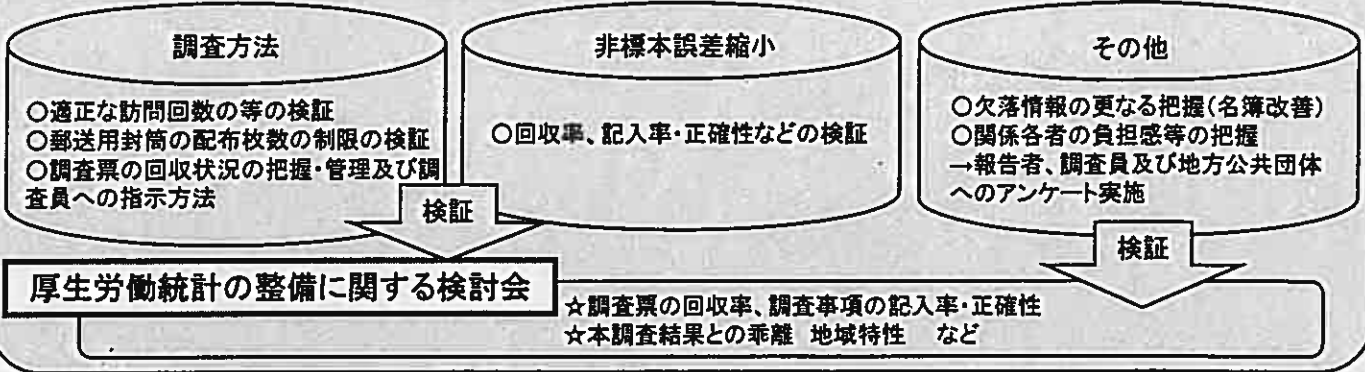 調査方法
○適正な訪問回数の等の検証
○郵送用封筒の配布枚数の制限の検証
○調査票の回収状況の把握・管理及び調
査員への指示方法
非標本誤差縮小
○回収率、記入率・正確性などの検証
その他
○欠落情報の更なる把握(名簿改善)
○関係各者の負担感等の把握
→報告者、調査員及び地方公共団体
へのアンケート実施
検証
検証
厚生労働統計の整備に関する検討会
☆調査票の回収率、調査事項の記入率・正確性
☆本調査結果との乖離 地域特性 など